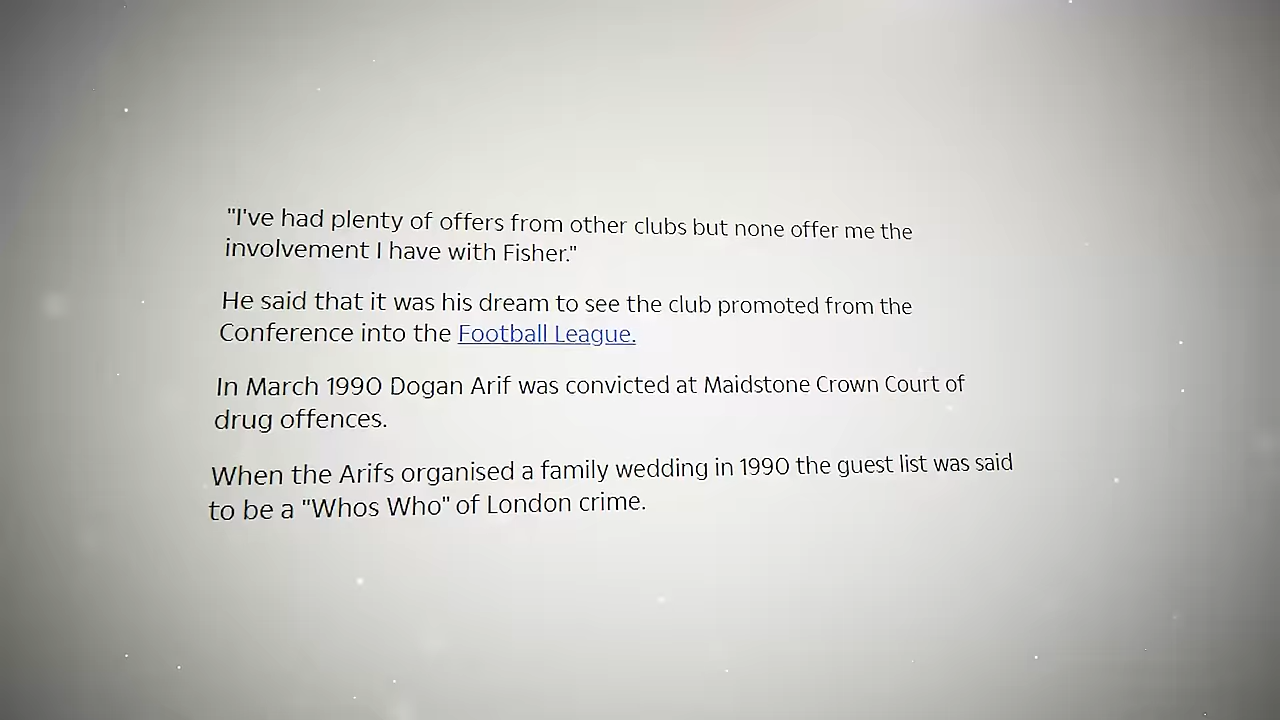 "I've had plenty of offers from other clubs but none offer me the
involvement I have with Fisher."
He said that it was his dream to see the club promoted from the
Conference into the Football League.
In March 1990 Dogan Arif was convicted at Maidstone Crown Court of
drug offences.
When the Arifs organised a family wedding in 1990 the guest list was said
to be a "Whos Who" of London crime.